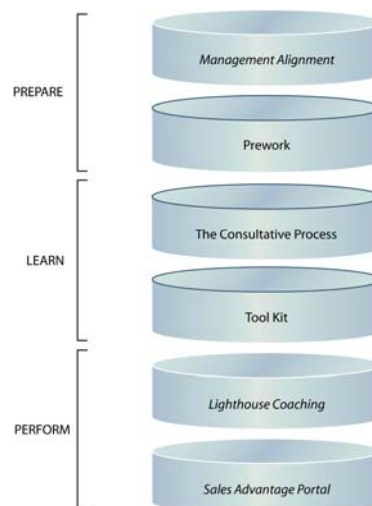 Management Alignment
PREPARE
Prework
The Consultative Process
LEARN
Tool Kit
Lighthouse Coaching
PERFORM
Sales Advantage Portal